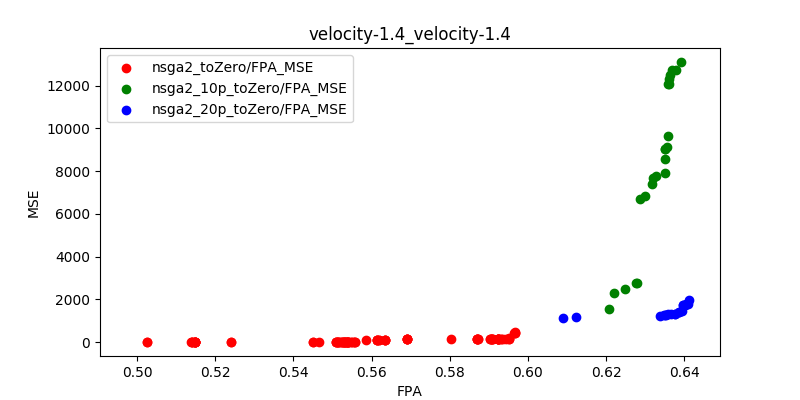 velocity-1.4_velocity-1.4
nsga2_toZero/FPA_MSE
nsga2_10p_toZero/FPA_MSE
nsga2_20p_toZero/FPA_MSE
MSE
12000
10000
8000
6000
4000
2000
0
0.50 0.52 0.54 0.56 0.58 0.60 0.62 0.64
FPA